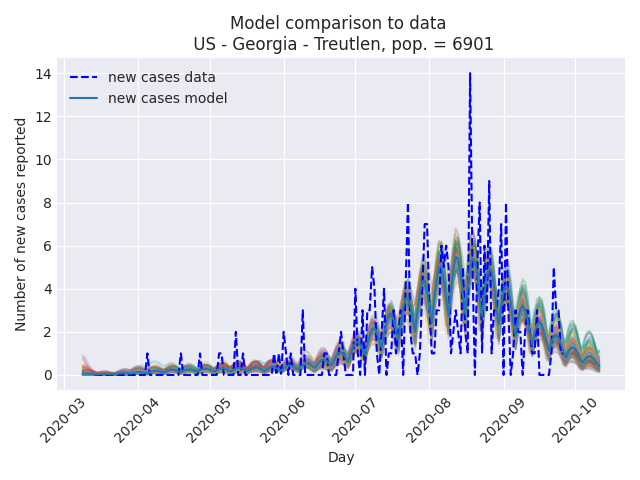 Model comparison to data
US - Georgia - Treutlen, pop. = 6901
new cases data
new cases model
Number of new cases reported
14
12
10
8
6
4
2
0
2020-03
2020-04
2020-05
2020-06
2020-07
2020-08
2020-09
2020-10
Day